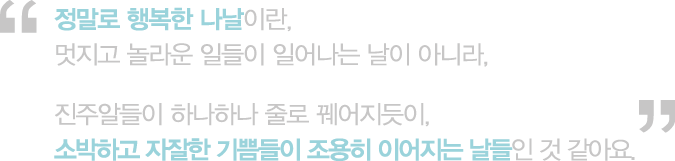 “ 정말로 행복한 나날이란,
멋지고 놀라운 일들이 일어나는 날이 아니라,
진주알들이 하나하나 줄로 꿰어지듯이,
소박하고 자잘한 기쁨들이 조용히 이어지는 날들인 것 같아요. ”